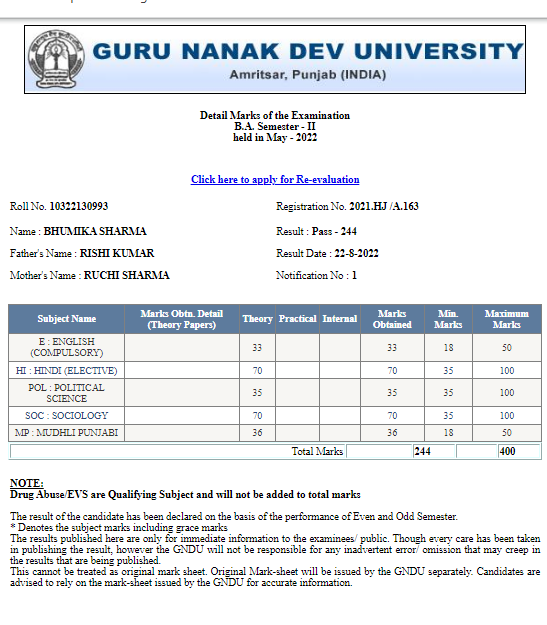 GURU NANAK DEV UNIVERSITY
Amritsar, Punjab (INDIA)
Detail Marks of the Examination
B.A. Semester - II
held in May - 2022
Click here to apply for Re-evaluation
Roll No. 10322130993 Registration No. 2021.HJ /A.163
Name : BHUMIKA SHARMA Result : Pass - 244
Father's Name : RISHI KUMAR Result Date : 22-8-2022
Mother's Name : RUCHI SHARMA Notification No : 1
Subject Name Marks Obtn. Detail (Theory Papers) Theory Practical Internal Marks Obtained Min. Marks Maximum Marks
E : ENGLISH (COMPULSORY) 33 33 18 50
HI : HINDI (ELECTIVE) 70 70 35 100
POL : POLITICAL SCIENCE 35 35 35 100
SOC : SOCIOLOGY 70 70 35 100
MP : MUDHLI PUNJABI 36 36 18 50
Total Marks 244 400
NOTE:
Drug Abuse/EVS are Qualifying Subject and will not be added to total marks
The result of the candidate has been declared on the basis of the performance of Even and Odd Semester.
* Denotes the subject marks including grace marks
The results published here are only for immediate information to the examinees/ public. Though every care has been taken
in publishing the result, however the GNDU will not be responsible for any inadvertent error/ omission that may creep in
the results that are being published.
This cannot be treated as original mark sheet. Original Mark-sheet will be issued by the GNDU separately. Candidates are
advised to rely on the mark-sheet issued by the GNDU for accurate information.